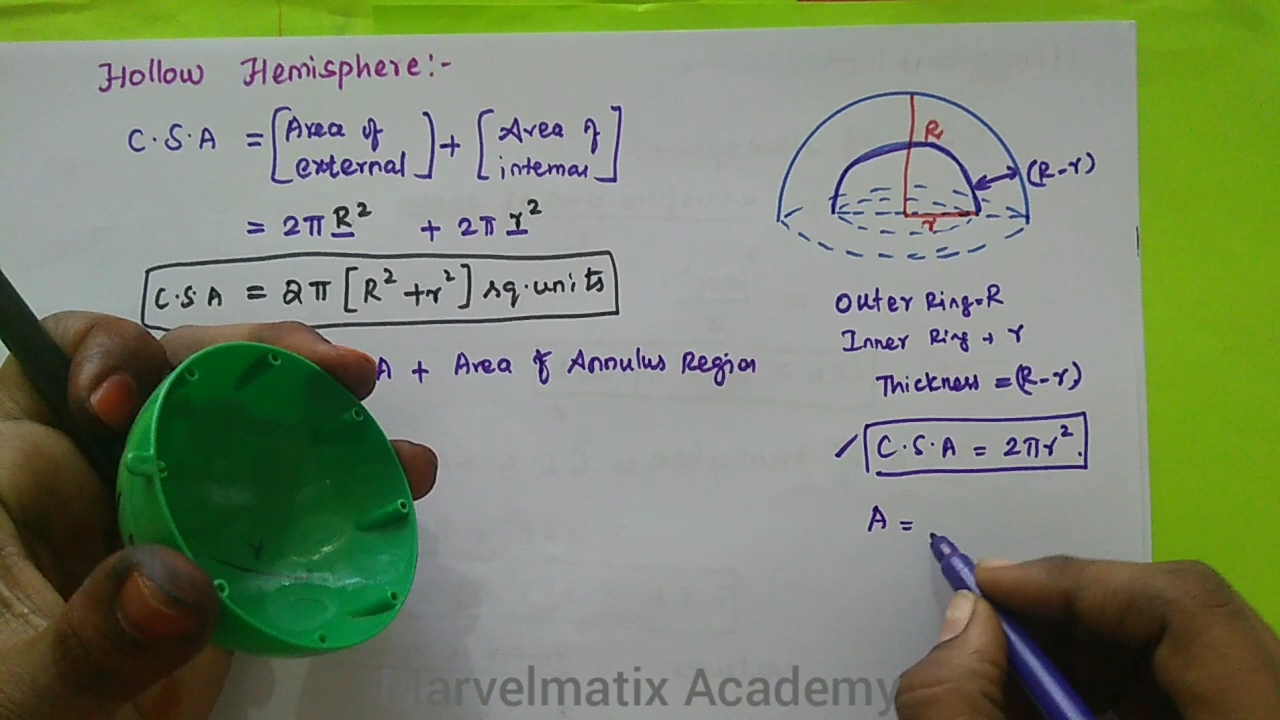 Hollow Hemisphere:-
C.S.A = [Area of external] + [Area of internal]
= 2πR² + 2πr²
C.S.A = 2π[R²+r²] sq.units
A + Area of Annulus Region
R
(R-r)
r
Outer Ring=R
Inner Ring → r
Thickness = (R-r)
C.S.A = 2πr².
A =
Marvelmatix Academy